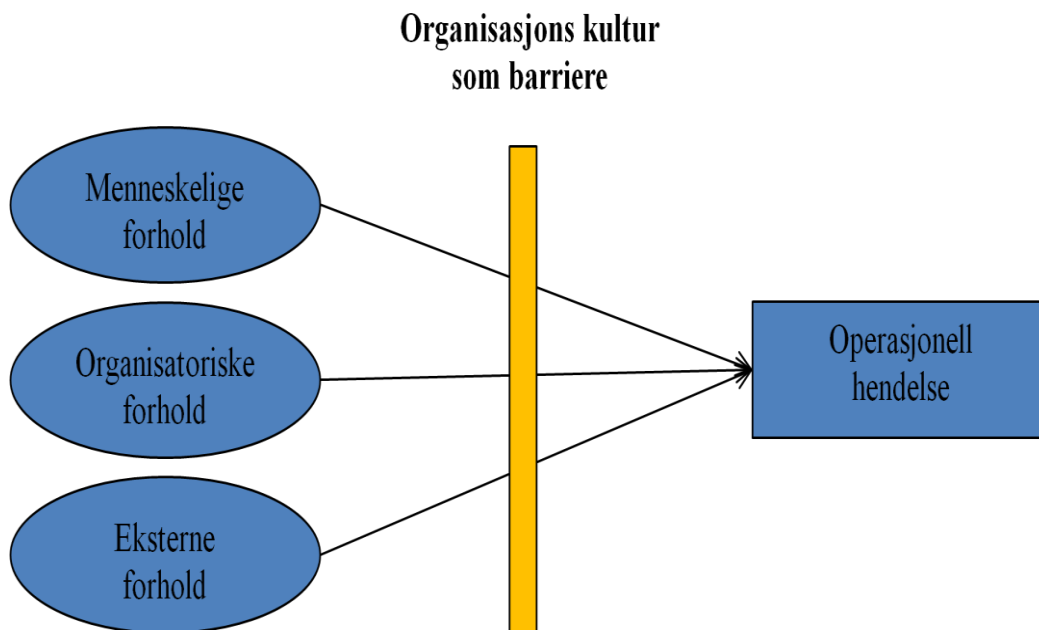 Organisasjons kultur
som barriere
Menneskelige
forhold
Organisatoriske
forhold
Eksterne
forhold
Operasjonell
hendelse